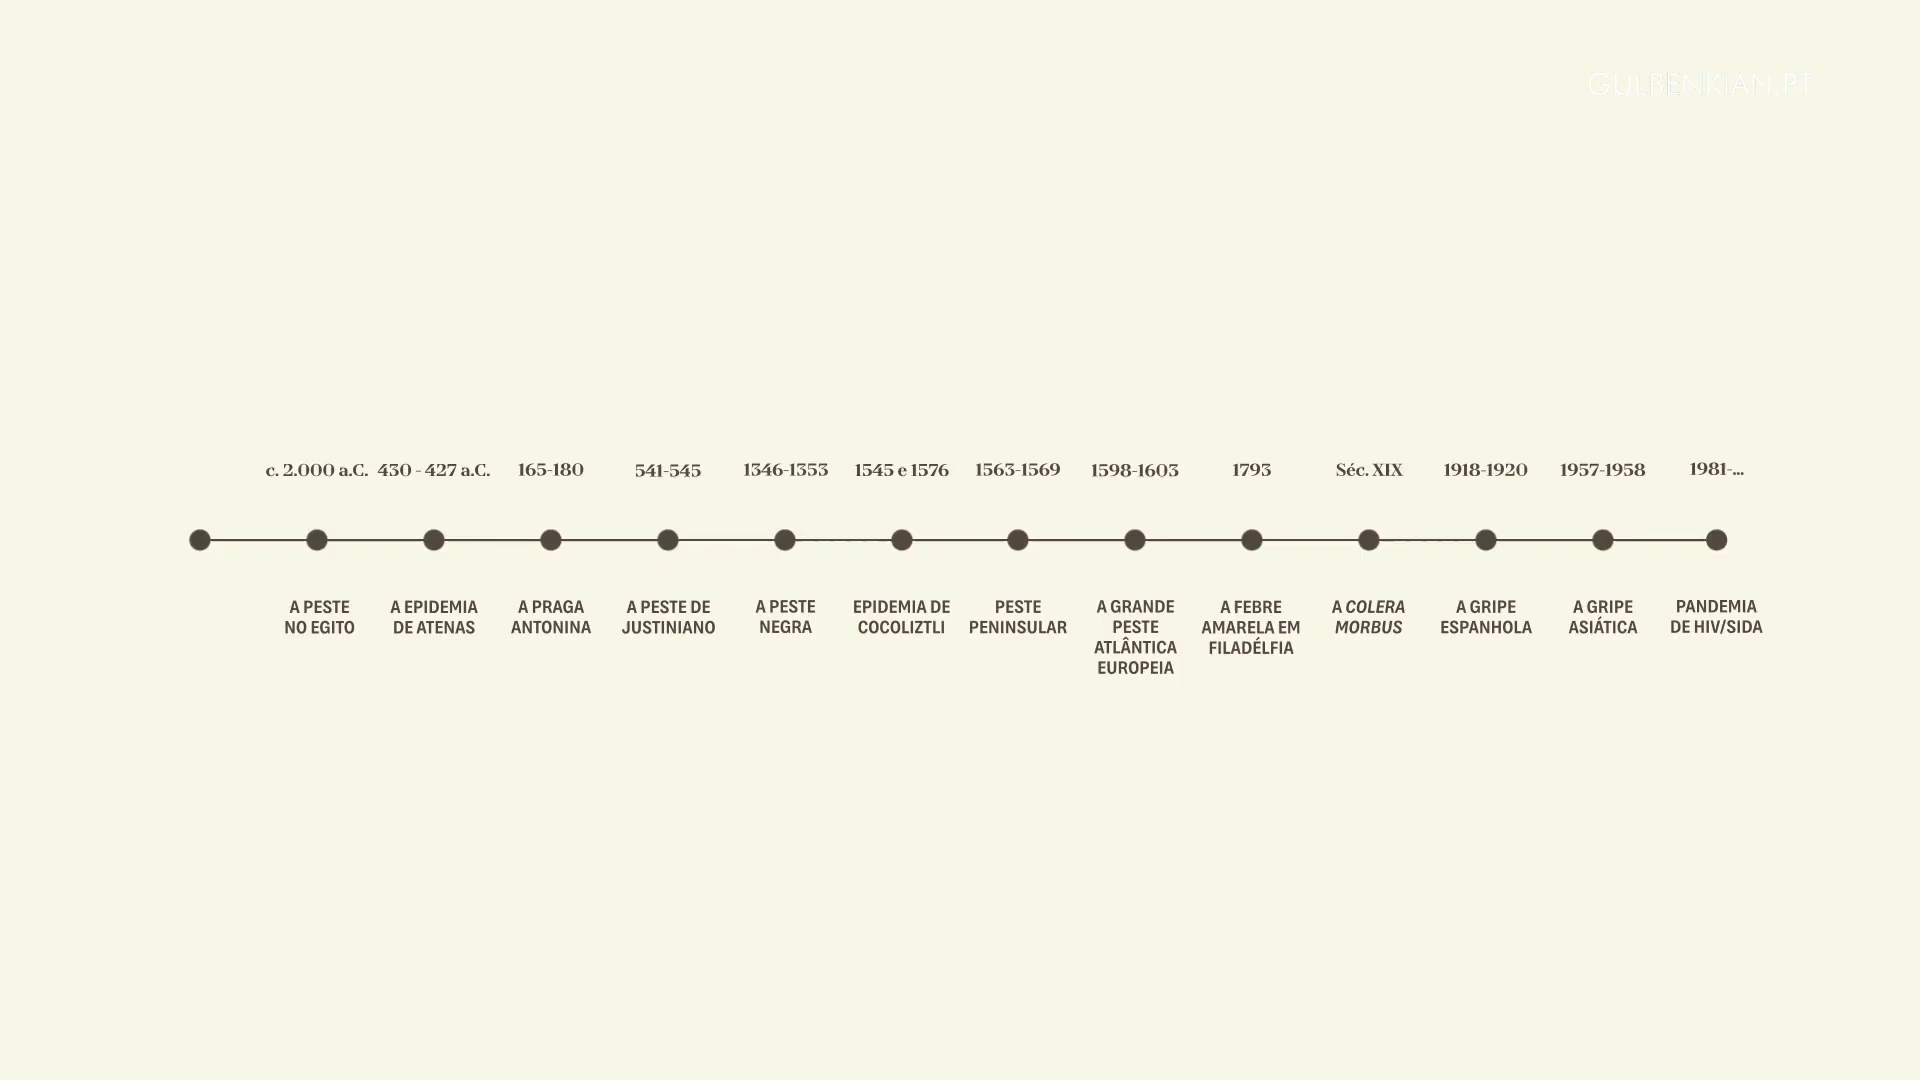 GULBENKIAN.PT
c. 2.000 a.C.
430 - 427 a.C.
165-180
541-545
1346-1353
1545 e 1576
1563-1569
1598-1603
1793
Séc. XIX
1918-1920
1957-1958
1981-...
A PESTE
NO EGITO
A EPIDEMIA
DE ATENAS
A PRAGA
ANTONINA
A PESTE DE
JUSTINIANO
A PESTE
NEGRA
EPIDEMIA DE
COCOLIZTLI
PESTE
PENINSULAR
A GRANDE
PESTE
ATLÂNTICA
EUROPEIA
A FEBRE
AMARELA EM
FILADÉLFIA
A COLERA
MORBUS
A GRIPE
ESPANHOLA
A GRIPE
ASIÁTICA
PANDEMIA
DE HIV/SIDA